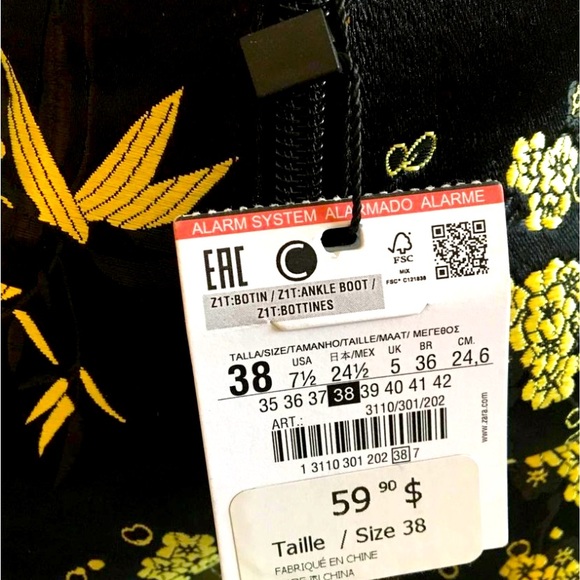 ALARM SYSTEM ALARMADO ALARME
EAC C FSC
MIX
FSC® C131838
Z1T:BOTIN / Z1T:ANKLE BOOT /
Z1T:BOTTINES
TALLA/SIZE/TAMANHO/TAILLE/MAAT/ ΜΕΓΕΘΟΣ
USA 日本/MEX UK BR CM.
38 7½ 24½ 5 36 24,6
35 36 37 38 39 40 41 42
3110/301/202
ART.:
1 3110 301 202 38 7
www.zara.com
59 90 $
Taille / Size 38
FABRIQUÉ EN CHINE
CHINA